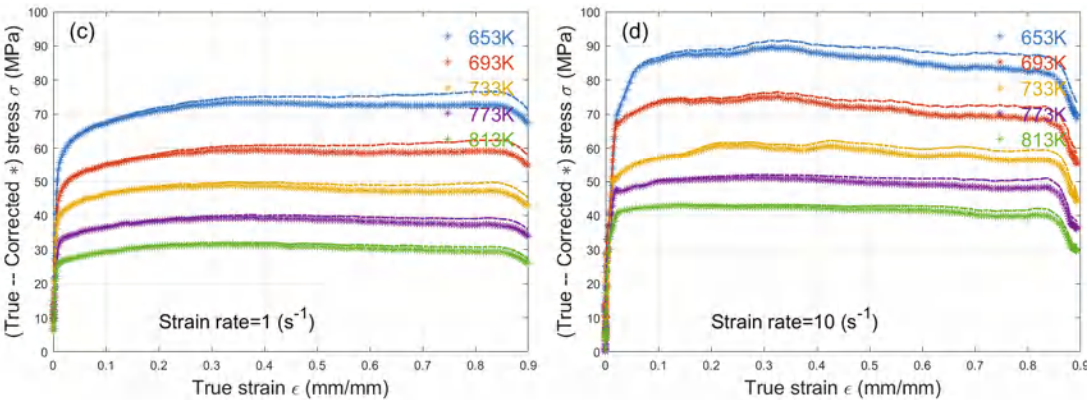 (c)
653K
693K
733K
773K
813K
Strain rate=1 (s⁻¹)
(True -- Corrected *) stress σ (MPa)
100
90
80
70
60
50
40
30
20
10
0
0 0.1 0.2 0.3 0.4 0.5 0.6 0.7 0.8 0.9
True strain ϵ (mm/mm)
(d)
653K
693K
733K
773K
813K
Strain rate=10 (s⁻¹)
(True -- Corrected *) stress σ (MPa)
100
90
80
70
60
50
40
30
20
10
0
0 0.1 0.2 0.3 0.4 0.5 0.6 0.7 0.8 0.9
True strain ϵ (mm/mm)